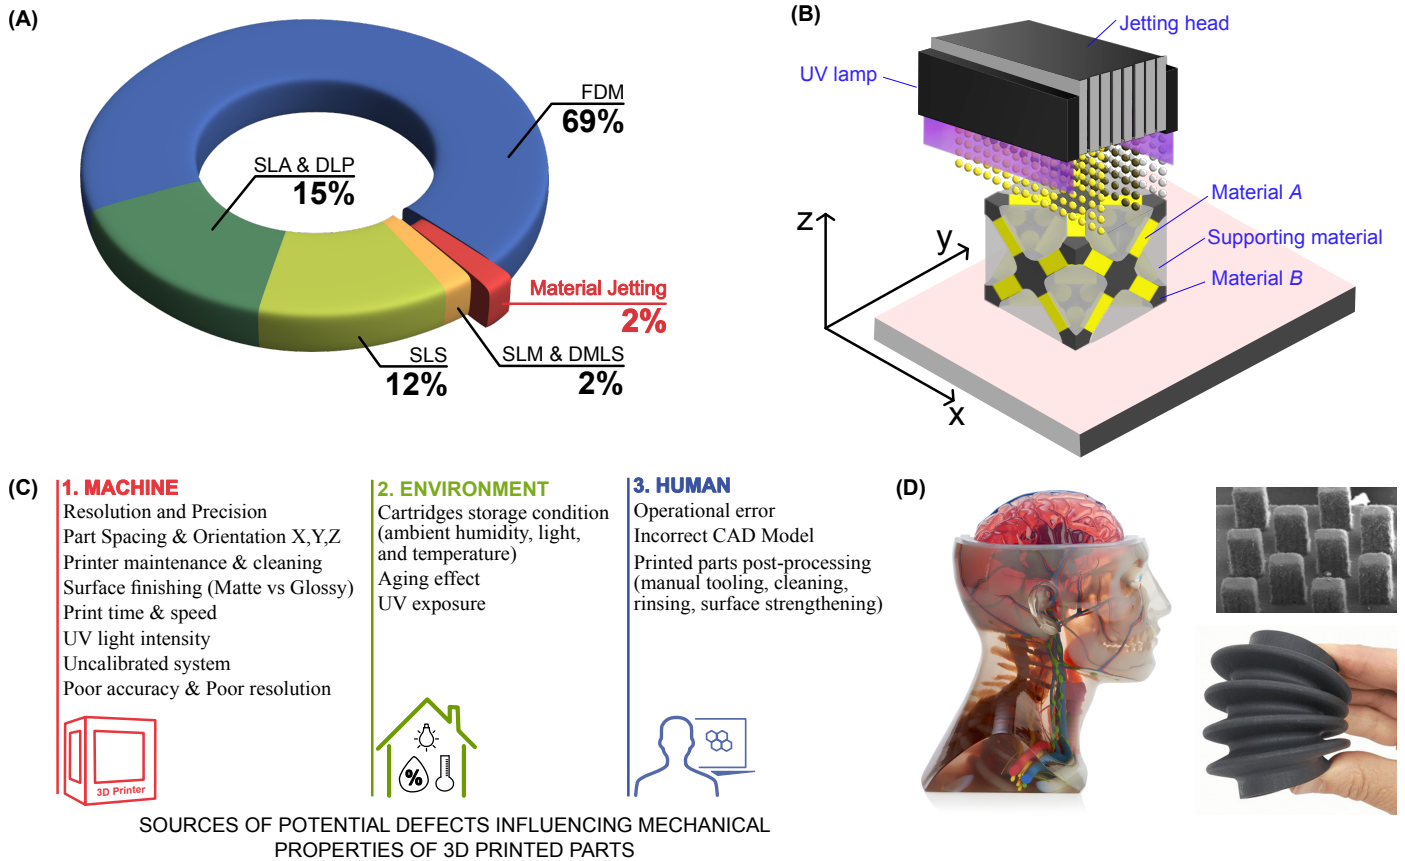 (A)
FDM
69%
SLA & DLP
15%
Material Jetting
2%
SLM & DMLS
2%
SLS
12%
(B)
Jetting head
UV lamp
Material A
Supporting material
Material B
z
y
x
(C)
1. MACHINE
Resolution and Precision
Part Spacing & Orientation X,Y,Z
Printer maintenance & cleaning
Surface finishing (Matte vs Glossy)
Print time & speed
UV light intensity
Uncalibrated system
Poor accuracy & Poor resolution
3D Printer
2. ENVIRONMENT
Cartridges storage condition
(ambient humidity, light,
and temperature)
Aging effect
UV exposure
%
3. HUMAN
Operational error
Incorrect CAD Model
Printed parts post-processing
(manual tooling, cleaning,
rinsing, surface strengthening)
SOURCES OF POTENTIAL DEFECTS INFLUENCING MECHANICAL
PROPERTIES OF 3D PRINTED PARTS
(D)